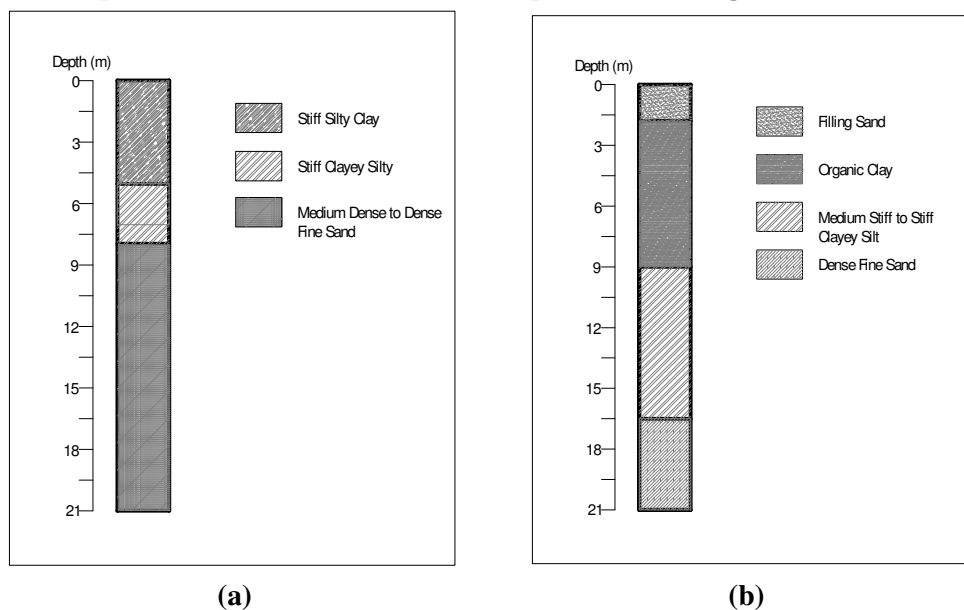 Depth (m)
0
3
6
9
12
15
18
21
Stiff Silty Clay
Stiff Clayey Silty
Medium Dense to Dense
Fine Sand
(a)
Depth (m)
0
3
6
9
12
15
18
21
Filling Sand
Organic Clay
Medium Stiff to Stiff
Clayey Silt
Dense Fine Sand
(b)